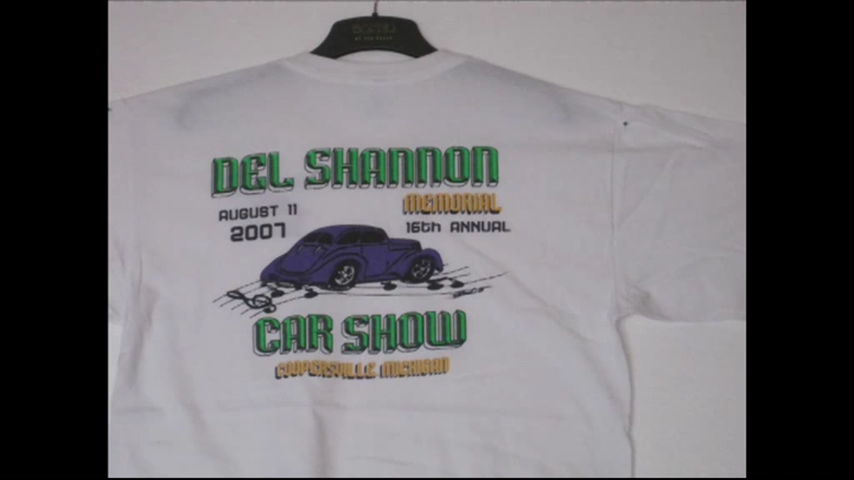 DEL SHANNON
MEMORIAL
AUGUST 11
2007
16th ANNUAL
CAR SHOW
COOPERSVILLE MICHIGAN